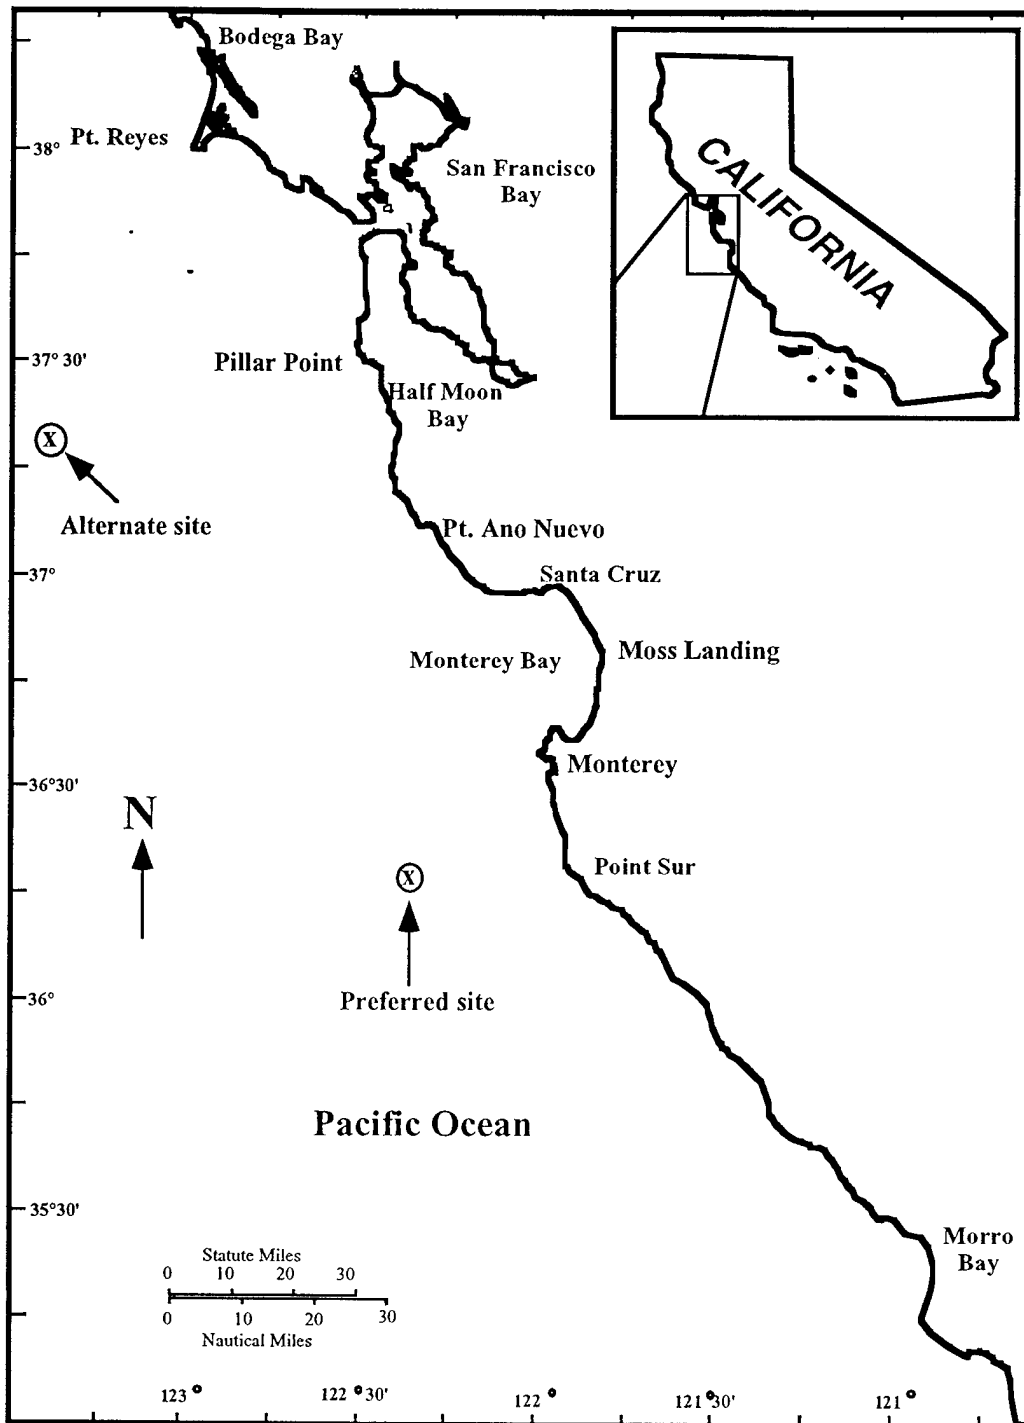 Bodega Bay
Pt. Reyes
38°
San Francisco
Bay
CALIFORNIA
37° 30'
Pillar Point
Half Moon
Bay
X
Alternate site
Pt. Ano Nuevo
37°
Santa Cruz
Monterey Bay
Moss Landing
Monterey
36°30'
N
Point Sur
X
Preferred site
36°
Pacific Ocean
35°30'
Morro
Bay
Statute Miles
0 10 20 30
0 10 20 30
Nautical Miles
123° 122°30' 122° 121°30' 121°